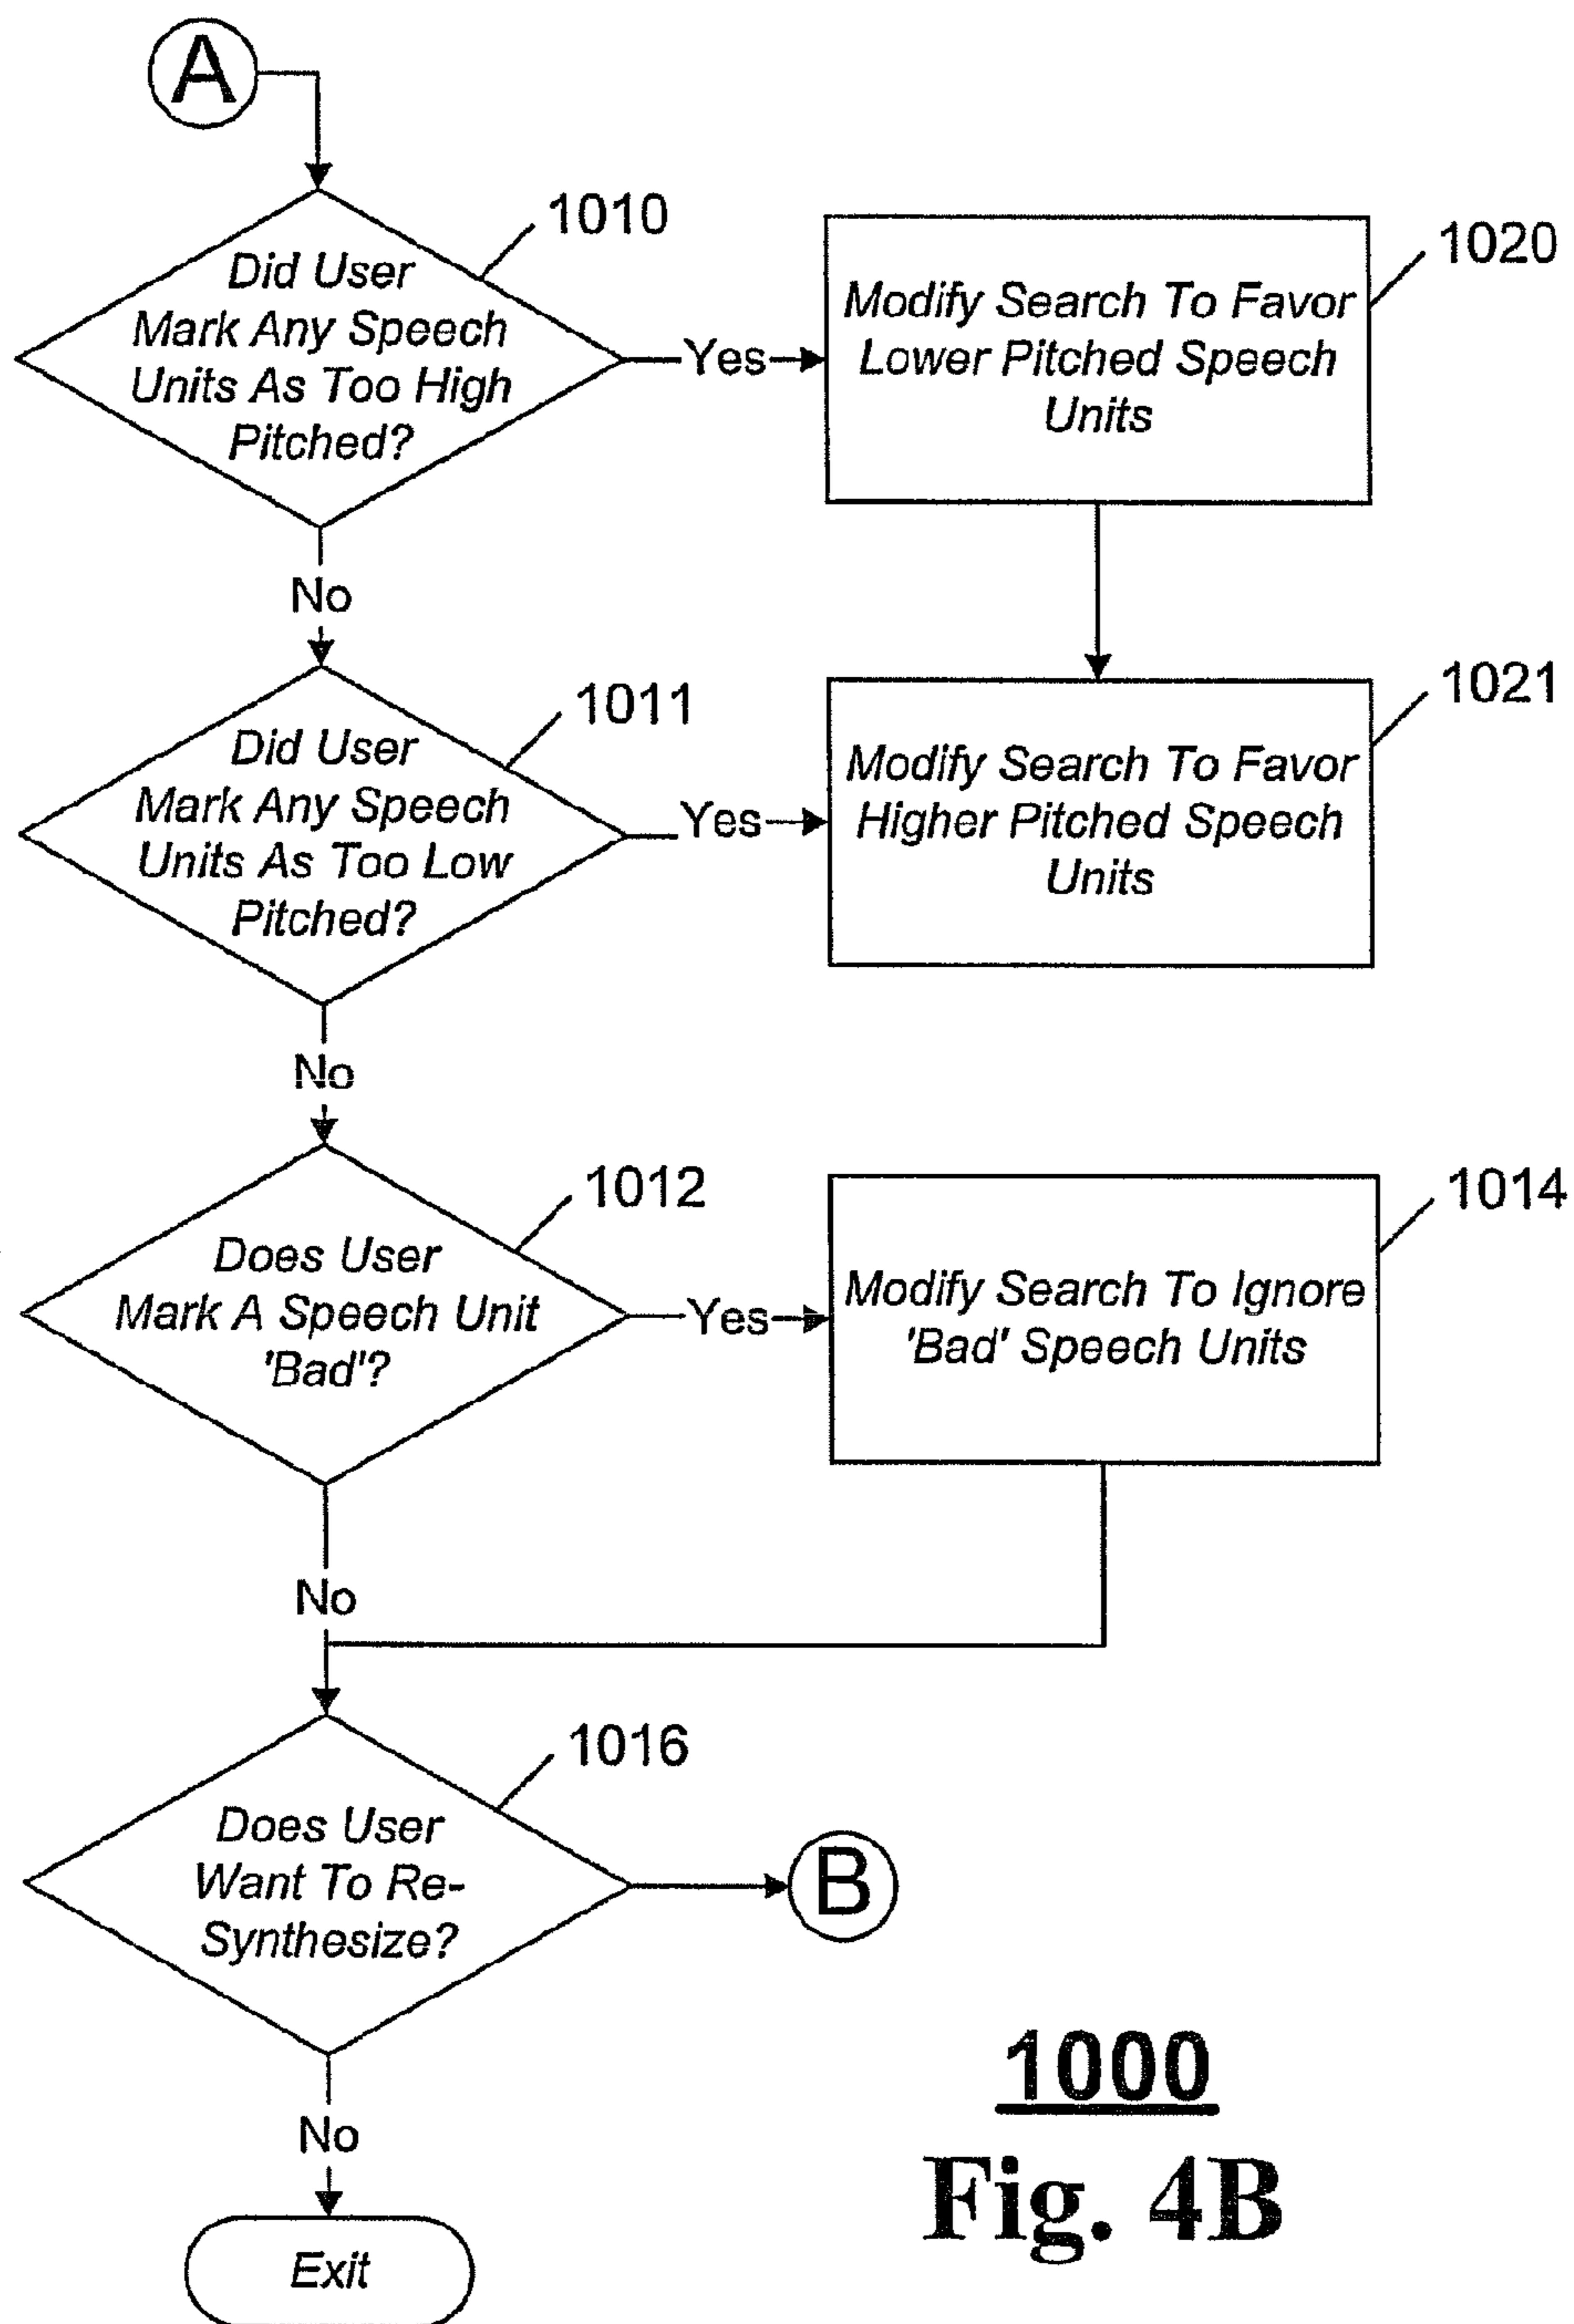 A
1010
Did User
Mark Any Speech
Units As Too High
Pitched?
Yes
1020
Modify Search To Favor
Lower Pitched Speech
Units
No
1011
Did User
Mark Any Speech
Units As Too Low
Pitched?
Yes
1021
Modify Search To Favor
Higher Pitched Speech
Units
No
1012
Does User
Mark A Speech Unit
'Bad'?
Yes
1014
Modify Search To Ignore
'Bad' Speech Units
No
1016
Does User
Want To Re-
Synthesize?
B
No
Exit
1000
Fig. 4B